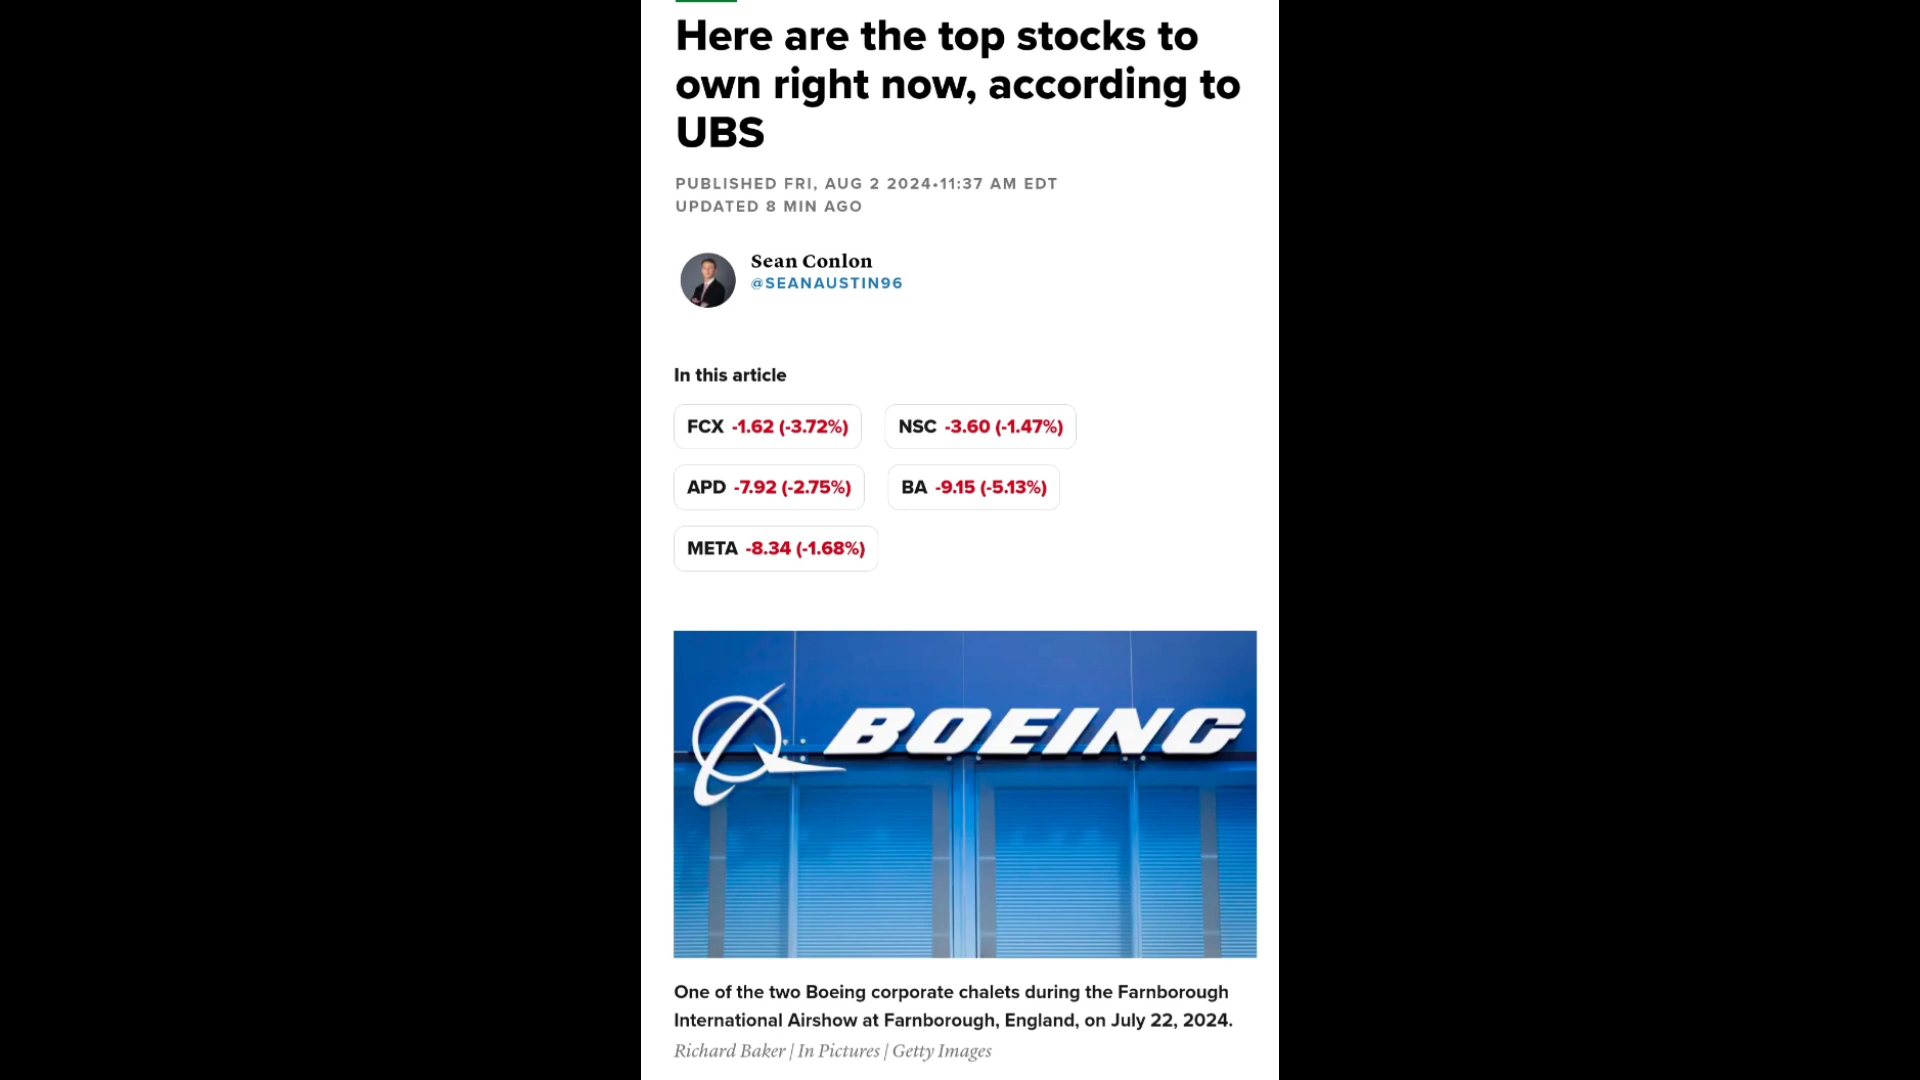 Here are the top stocks to
own right now, according to
UBS
PUBLISHED FRI, AUG 2 2024•11:37 AM EDT
UPDATED 8 MIN AGO
Sean Conlon
@SEANAUSTIN96
In this article
FCX -1.62 (-3.72%)
NSC -3.60 (-1.47%)
APD -7.92 (-2.75%)
BA -9.15 (-5.13%)
META -8.34 (-1.68%)
BOEING
One of the two Boeing corporate chalets during the Farnborough
International Airshow at Farnborough, England, on July 22, 2024.
Richard Baker | In Pictures | Getty Images